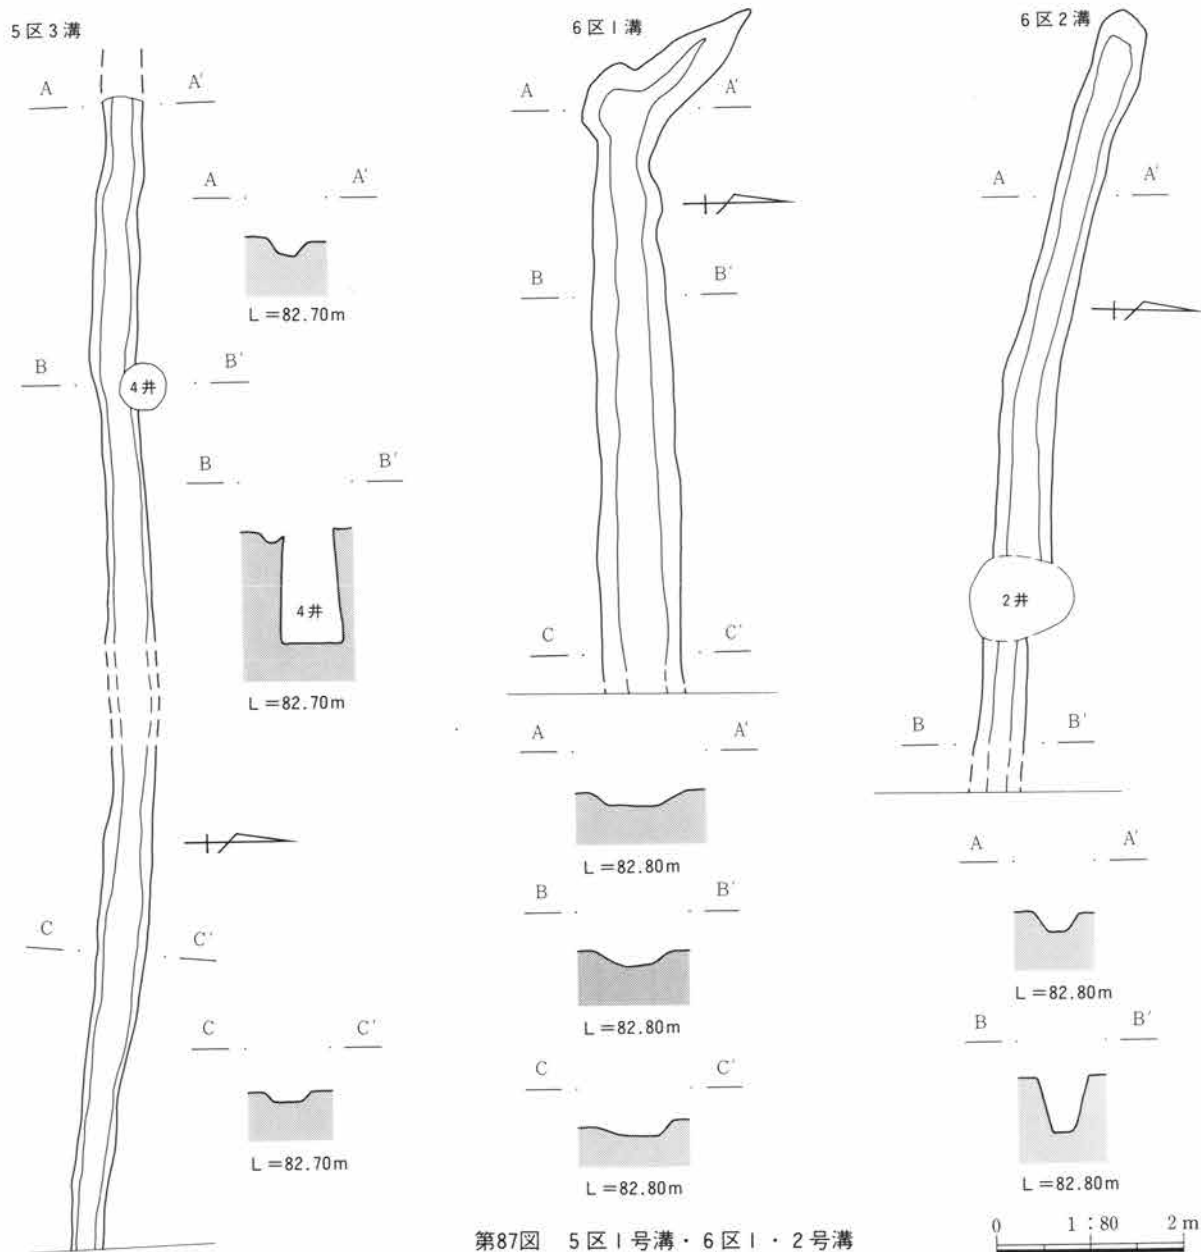 5区3溝
A A'
A A'
L=82.70m
B 4井 B'
B B'
4井
L=82.70m
C C'
C C'
L=82.70m
6区1溝
A A'
B B'
C C'
A A'
L=82.80m
B B'
L=82.80m
C C'
L=82.80m
6区2溝
A A'
2井
B B'
A A'
L=82.80m
B B'
L=82.80m
第87図 5区1号溝・6区1・2号溝
0 1:80 2m